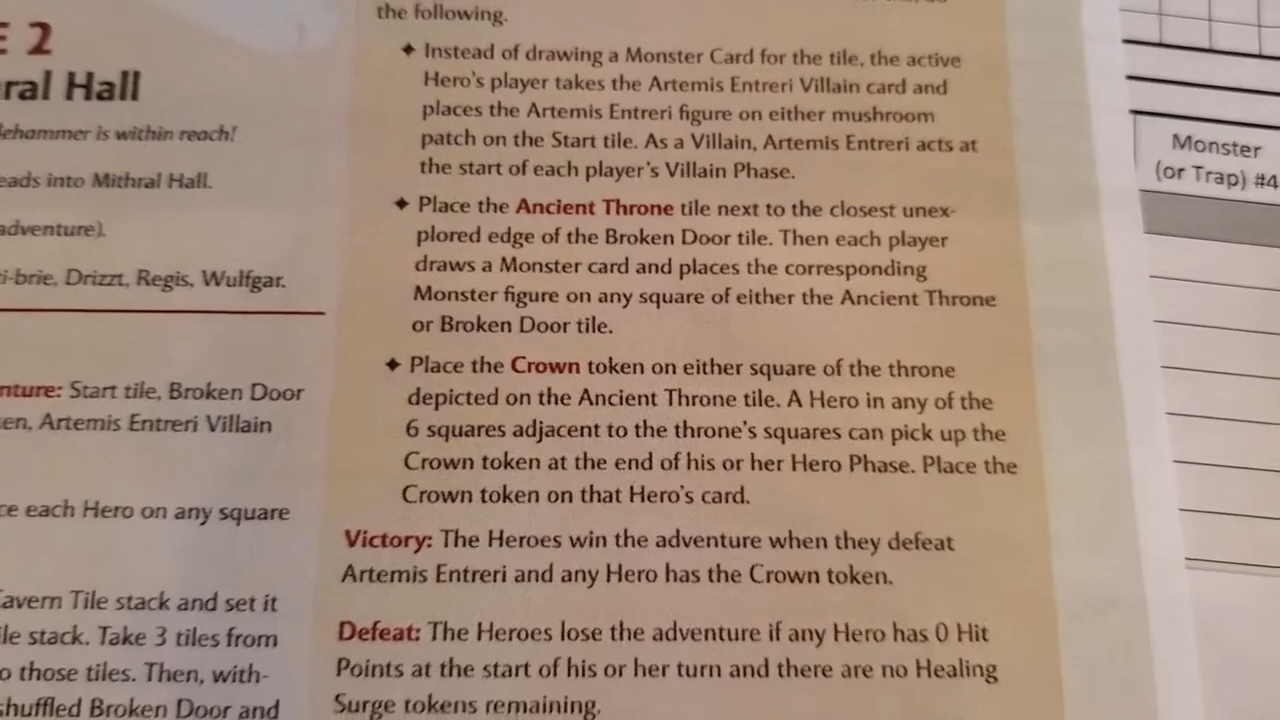 E 2
ral Hall
ehammer is within reach!
eads into Mithral Hall.
adventure).
i-brie, Drizzt, Regis, Wulfgar.
nture: Start tile, Broken Door
en, Artemis Entreri Villain
ce each Hero on any square
avern Tile stack and set it
ile stack. Take 3 tiles from
o those tiles. Then, with-
shuffled Broken Door and
the following.
✦ Instead of drawing a Monster Card for the tile, the active
Hero's player takes the Artemis Entreri Villain card and
places the Artemis Entreri figure on either mushroom
patch on the Start tile. As a Villain, Artemis Entreri acts at
the start of each player's Villain Phase.
✦ Place the Ancient Throne tile next to the closest unex-
plored edge of the Broken Door tile. Then each player
draws a Monster card and places the corresponding
Monster figure on any square of either the Ancient Throne
or Broken Door tile.
✦ Place the Crown token on either square of the throne
depicted on the Ancient Throne tile. A Hero in any of the
6 squares adjacent to the throne's squares can pick up the
Crown token at the end of his or her Hero Phase. Place the
Crown token on that Hero's card.
Victory: The Heroes win the adventure when they defeat
Artemis Entreri and any Hero has the Crown token.
Defeat: The Heroes lose the adventure if any Hero has 0 Hit
Points at the start of his or her turn and there are no Healing
Surge tokens remaining.
Monster
(or Trap) #4